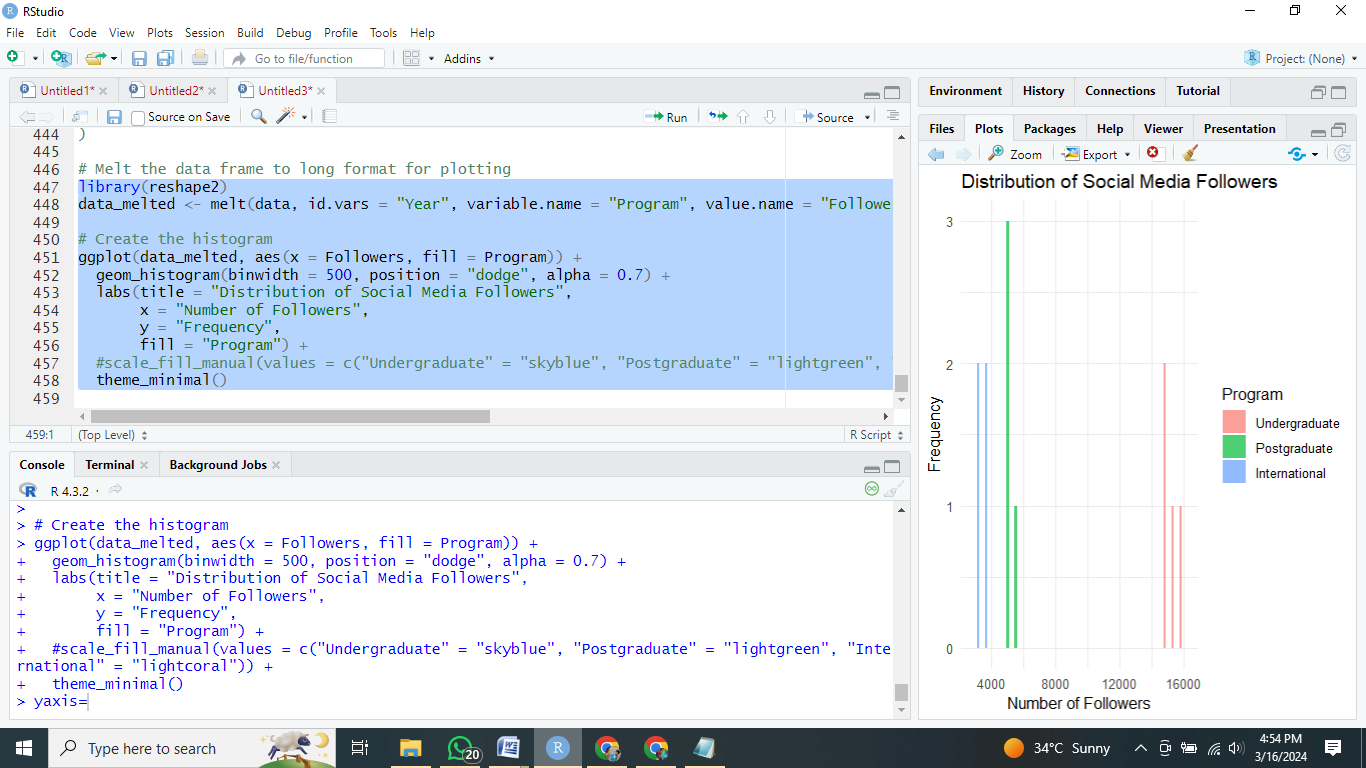 RStudio
File Edit Code View Plots Session Build Debug Profile Tools Help
Go to file/function
Addins
Project: (None)
Untitled1*
Untitled2*
Untitled3*
Source on Save
Run
Source
444 )
445
446 # Melt the data frame to long format for plotting
447 library(reshape2)
448 data_melted <- melt(data, id.vars = "Year", variable.name = "Program", value.name = "Followe
449
450 # Create the histogram
451 ggplot(data_melted, aes(x = Followers, fill = Program)) +
452 geom_histogram(binwidth = 500, position = "dodge", alpha = 0.7) +
453 labs(title = "Distribution of Social Media Followers",
454 x = "Number of Followers",
455 y = "Frequency",
456 fill = "Program") +
457 #scale_fill_manual(values = c("Undergraduate" = "skyblue", "Postgraduate" = "lightgreen",
458 theme_minimal()
459
459:1 (Top Level) R Script
Console Terminal Background Jobs
R 4.3.2 ·
>
> # Create the histogram
> ggplot(data_melted, aes(x = Followers, fill = Program)) +
+ geom_histogram(binwidth = 500, position = "dodge", alpha = 0.7) +
+ labs(title = "Distribution of Social Media Followers",
+ x = "Number of Followers",
+ y = "Frequency",
+ fill = "Program") +
+ #scale_fill_manual(values = c("Undergraduate" = "skyblue", "Postgraduate" = "lightgreen", "Inte
rnational" = "lightcoral")) +
+ theme_minimal()
> yaxis=
Environment History Connections Tutorial
Files Plots Packages Help Viewer Presentation
Zoom Export
Distribution of Social Media Followers
3
2
1
0
Frequency
4000 8000 12000 16000
Number of Followers
Program
Undergraduate
Postgraduate
International
Type here to search
20
34°C Sunny
4:54 PM
3/16/2024